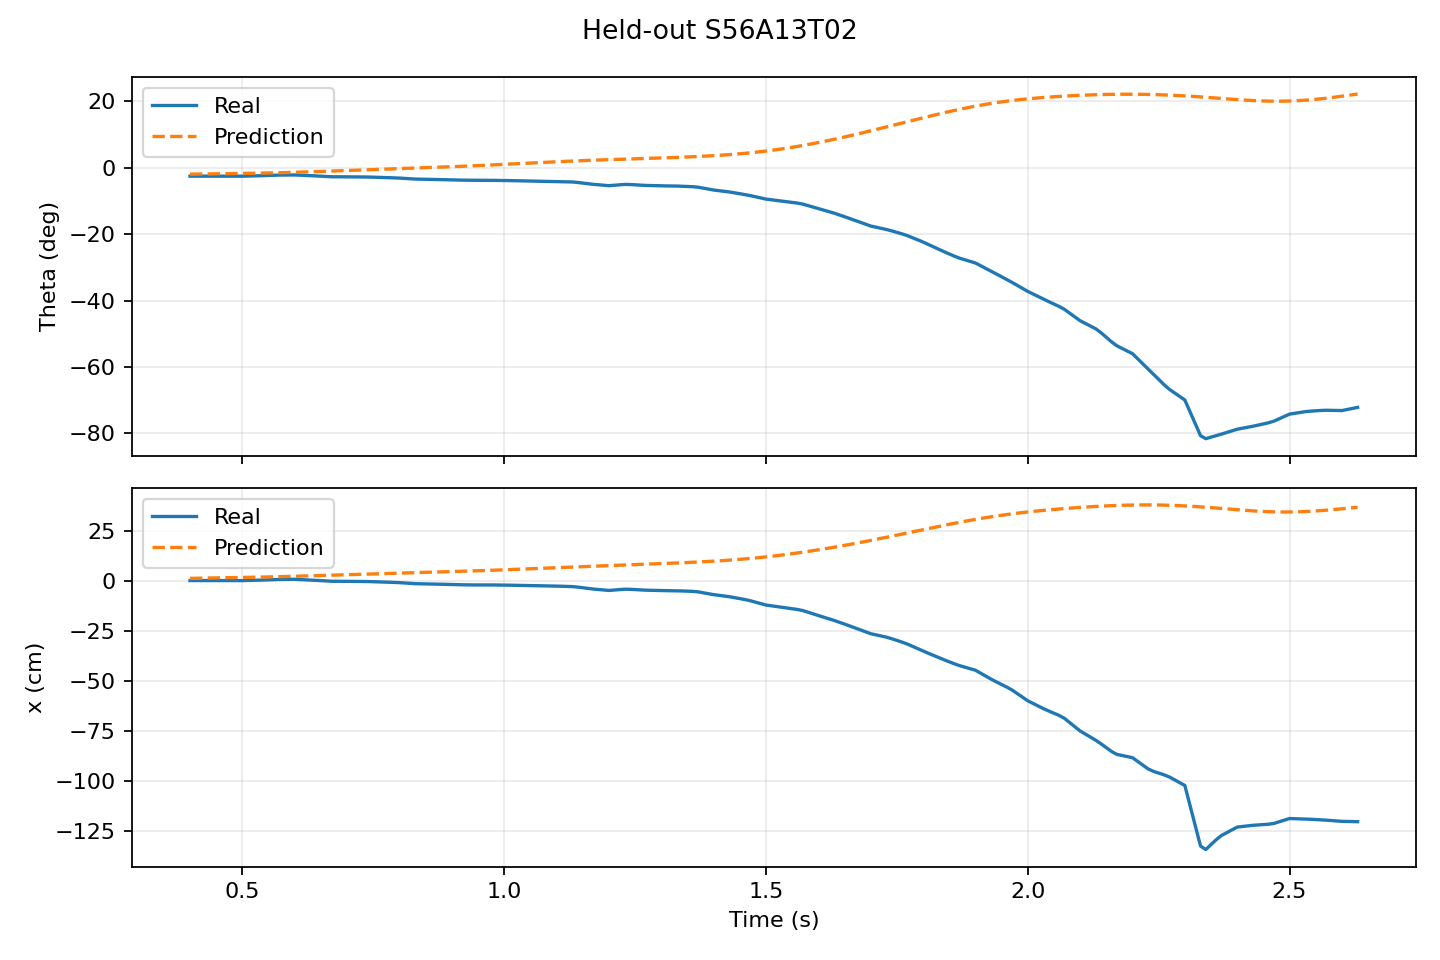 Held-out S56A13T02
Real
Prediction
Theta (deg)
20
0
−20
−40
−60
−80
Real
Prediction
x (cm)
25
0
−25
−50
−75
−100
−125
0.5 1.0 1.5 2.0 2.5
Time (s)